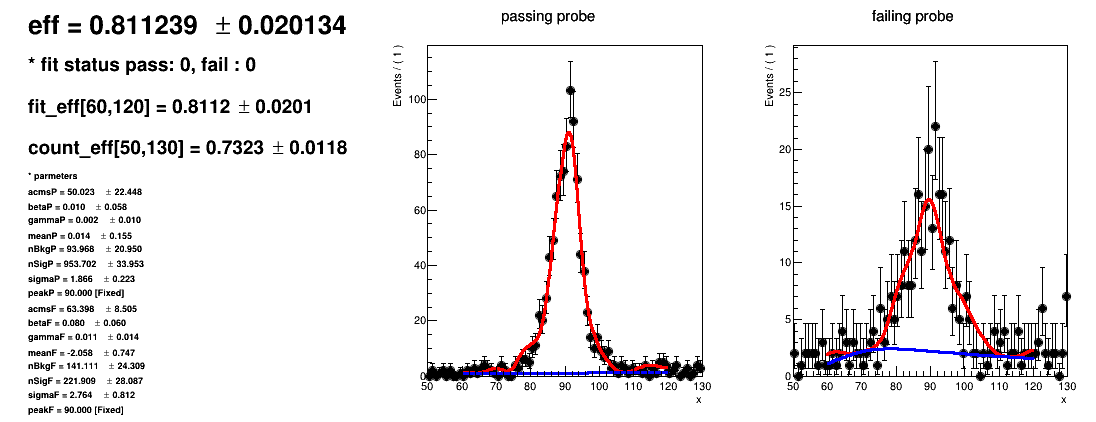 eff = 0.811239 ± 0.020134
* fit status pass: 0, fail : 0
fit_eff[60,120] = 0.8112 ± 0.0201
count_eff[50,130] = 0.7323 ± 0.0118
* parmeters
acmsP = 50.023 ± 22.448
betaP = 0.010 ± 0.058
gammaP = 0.002 ± 0.010
meanP = 0.014 ± 0.155
nBkgP = 93.968 ± 20.950
nSigP = 953.702 ± 33.953
sigmaP = 1.866 ± 0.223
peakP = 90.000 [Fixed]
acmsF = 63.398 ± 8.505
betaF = 0.080 ± 0.060
gammaF = 0.011 ± 0.014
meanF = -2.058 ± 0.747
nBkgF = 141.111 ± 24.309
nSigF = 221.909 ± 28.087
sigmaF = 2.764 ± 0.812
peakF = 90.000 [Fixed]
passing probe
Events / ( 1 )
100
80
60
40
20
0
50 60 70 80 90 100 110 120 130
x
failing probe
Events / ( 1 )
25
20
15
10
5
0
50 60 70 80 90 100 110 120 130
x